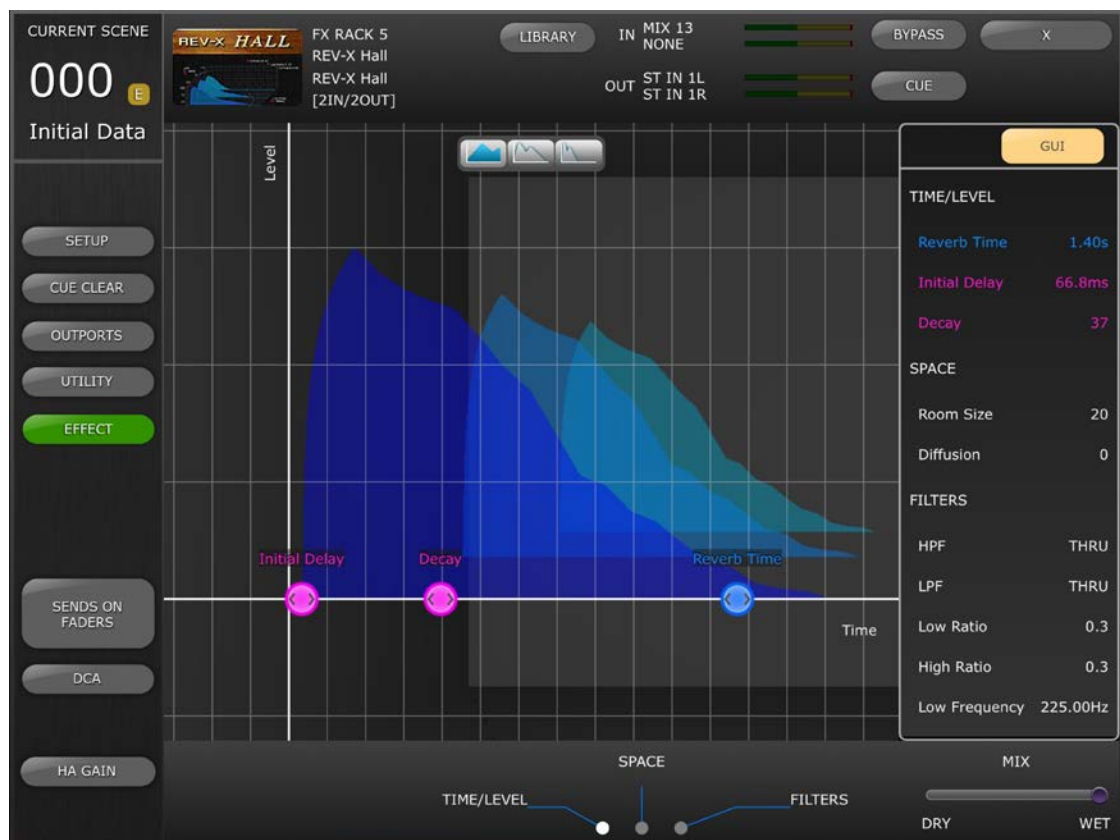 CURRENT SCENE
000 E
Initial Data
SETUP
CUE CLEAR
OUTPORTS
UTILITY
EFFECT
SENDS ON
FADERS
DCA
HA GAIN
REV-X HALL
FX RACK 5
REV-X Hall
REV-X Hall
[2IN/2OUT]
LIBRARY
IN MIX 13
NONE
OUT ST IN 1L
ST IN 1R
BYPASS
X
CUE
Level
Initial Delay
Decay
Reverb Time
Time
GUI
TIME/LEVEL
Reverb Time 1.40s
Initial Delay 66.8ms
Decay 37
SPACE
Room Size 20
Diffusion 0
FILTERS
HPF THRU
LPF THRU
Low Ratio 0.3
High Ratio 0.3
Low Frequency 225.00Hz
SPACE
TIME/LEVEL
FILTERS
MIX
DRY WET